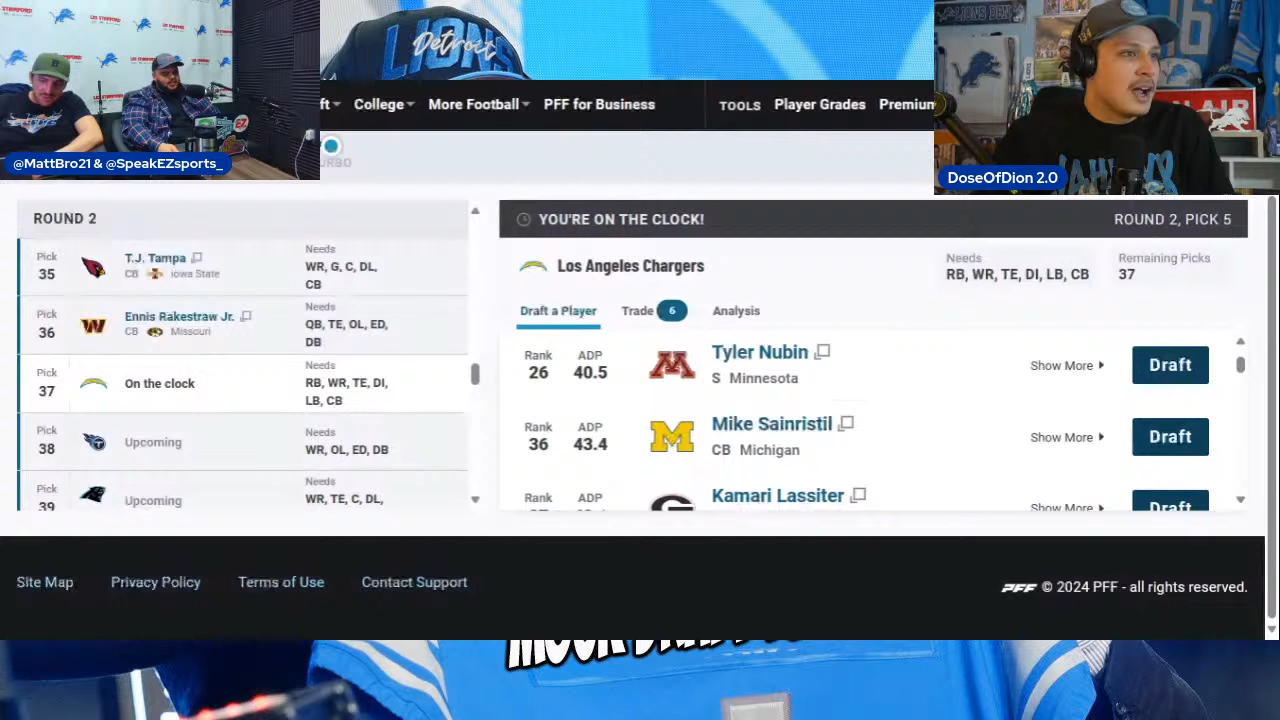 LIONS
Detroit
LIONS DEN
16
ON AIR
@MattBro21 & @SpeakEZsports_
DoseOfDion 2.0
College
More Football
PFF for Business
TOOLS
Player Grades
Premium
ROUND 2
Pick
35
T.J. Tampa
CB
Iowa State
Needs
WR, G, C, DL,
CB
Pick
36
Ennis Rakestraw Jr.
CB
Missouri
Needs
QB, TE, OL, ED,
DB
Pick
37
On the clock
Needs
RB, WR, TE, DI,
LB, CB
Pick
38
Upcoming
Needs
WR, OL, ED, DB
Pick
39
Upcoming
Needs
WR, TE, C, DL,
YOU'RE ON THE CLOCK!
ROUND 2, PICK 5
Los Angeles Chargers
Needs
RB, WR, TE, DI, LB, CB
Remaining Picks
37
Draft a Player
Trade 6
Analysis
Rank
26
ADP
40.5
Tyler Nubin
S Minnesota
Show More
Draft
Rank
36
ADP
43.4
Mike Sainristil
CB Michigan
Show More
Draft
Rank
ADP
Kamari Lassiter
Show More
Draft
Site Map
Privacy Policy
Terms of Use
Contact Support
PFF © 2024 PFF - all rights reserved.